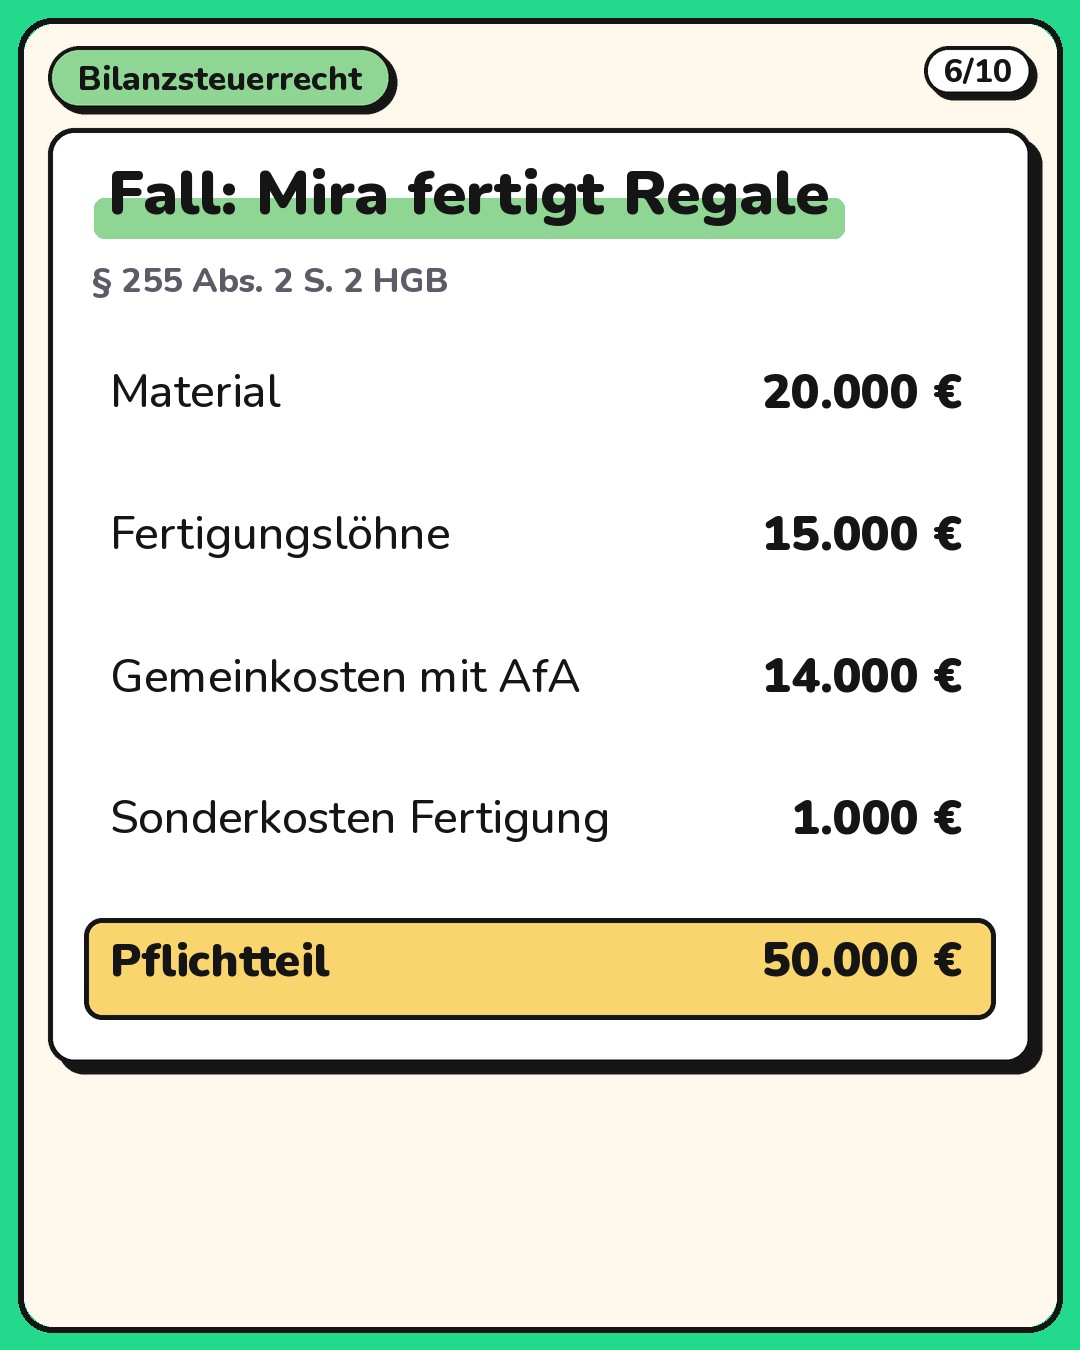 Bilanzsteuerrecht
6/10
Fall: Mira fertigt Regale
§ 255 Abs. 2 S. 2 HGB
Material 20.000 €
Fertigungslöhne 15.000 €
Gemeinkosten mit AfA 14.000 €
Sonderkosten Fertigung 1.000 €
Pflichtteil 50.000 €